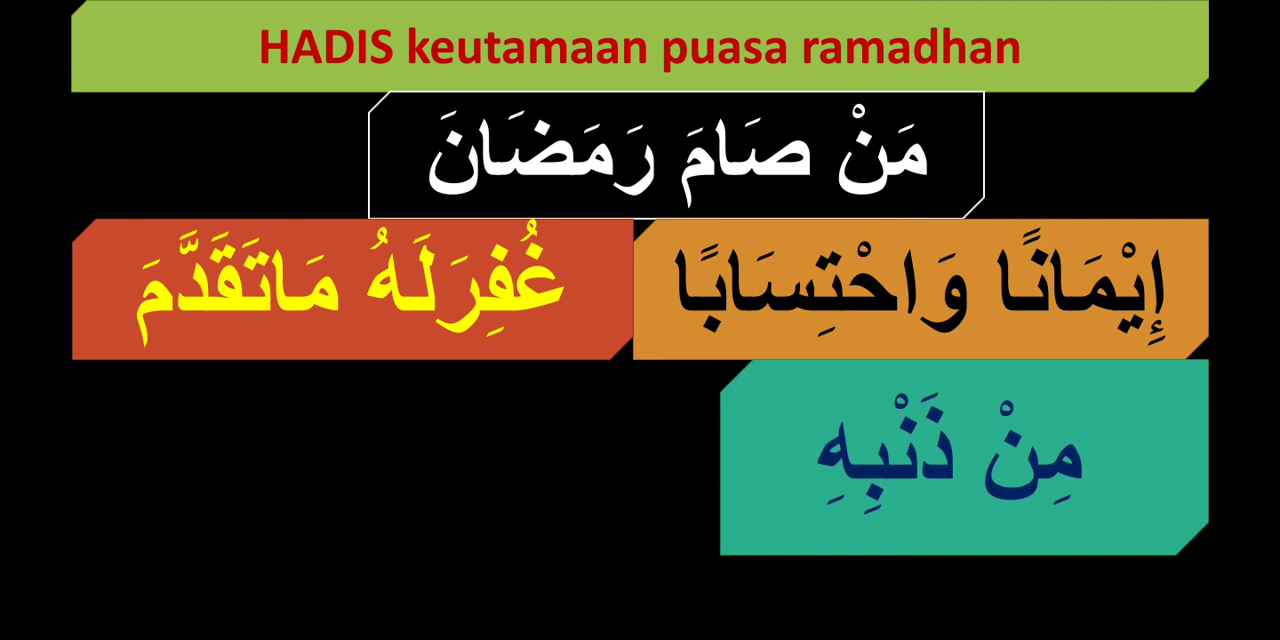 HADIS keutamaan puasa ramadhan
مَنْ صَامَ رَمَضَانَ
إِيْمَانًا وَاحْتِسَابًا
غُفِرَلَهُ مَاتَقَدَّمَ
مِنْ ذَنْبِهِ